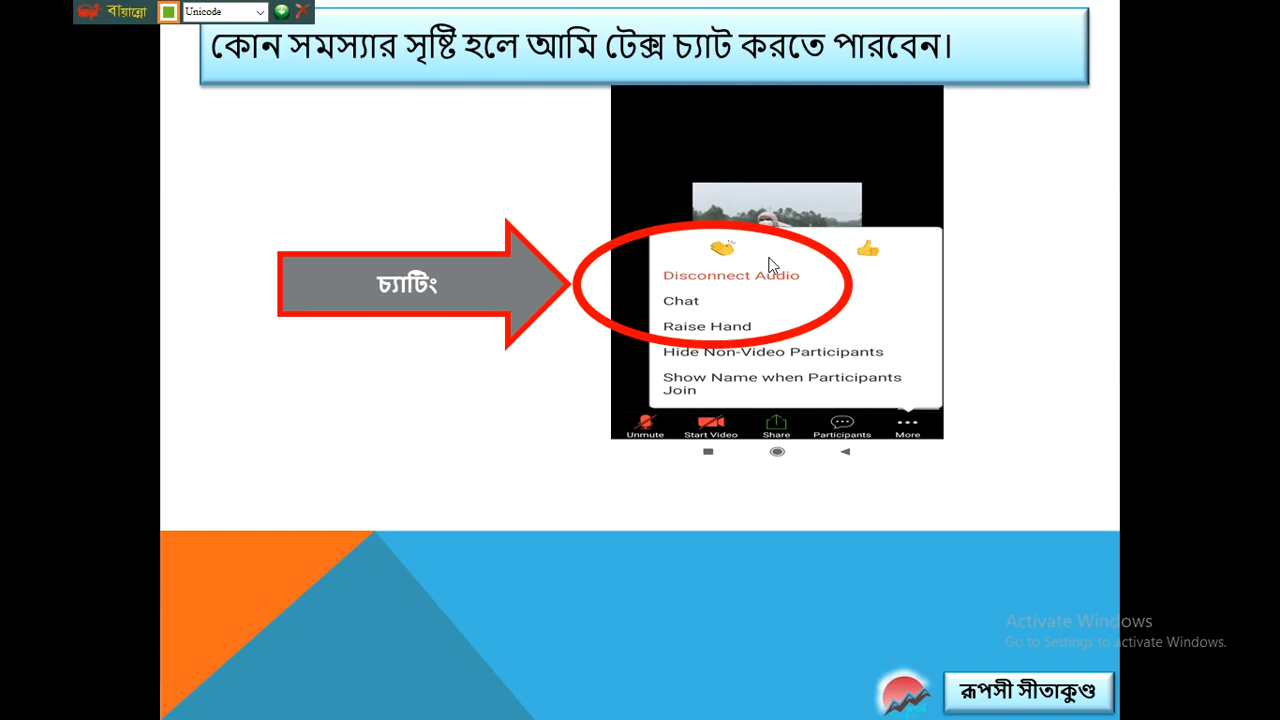 বায়ান্নো
Unicode
কোন সমস্যার সৃষ্টি হলে আমি টেক্স চ্যাট করতে পারবেন।
চ্যাটিং
Disconnect Audio
Chat
Raise Hand
Hide Non-Video Participants
Show Name when Participants
Join
Unmute Start Video Share Participants More
Activate Windows
Go to Settings to activate Windows.
রূপসী সীতাকুণ্ড